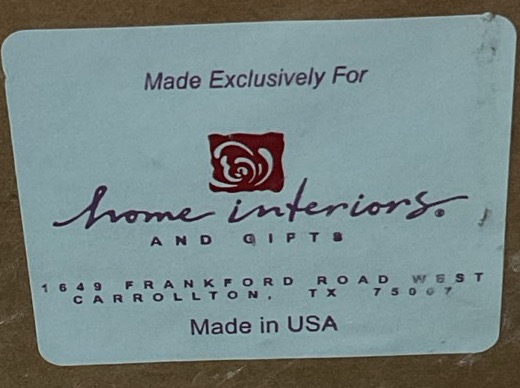 Made Exclusively For
home interiors.
AND GIFTS
1649 FRANKFORD ROAD WEST
CARROLLTON, TX 75007
Made in USA